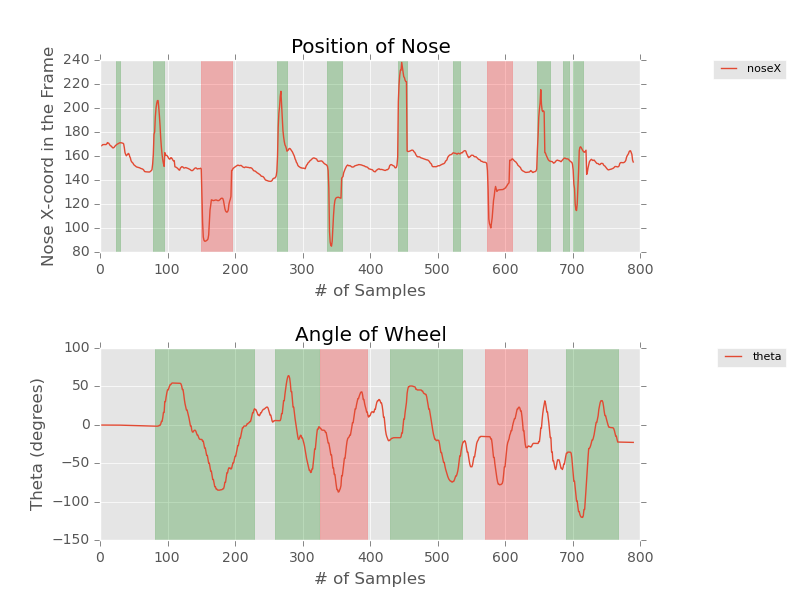 Position of Nose
noseX
Nose X-coord in the Frame
240
220
200
180
160
140
120
100
80
0 100 200 300 400 500 600 700 800
# of Samples
Angle of Wheel
theta
Theta (degrees)
100
50
0
−50
−100
−150
0 100 200 300 400 500 600 700 800
# of Samples